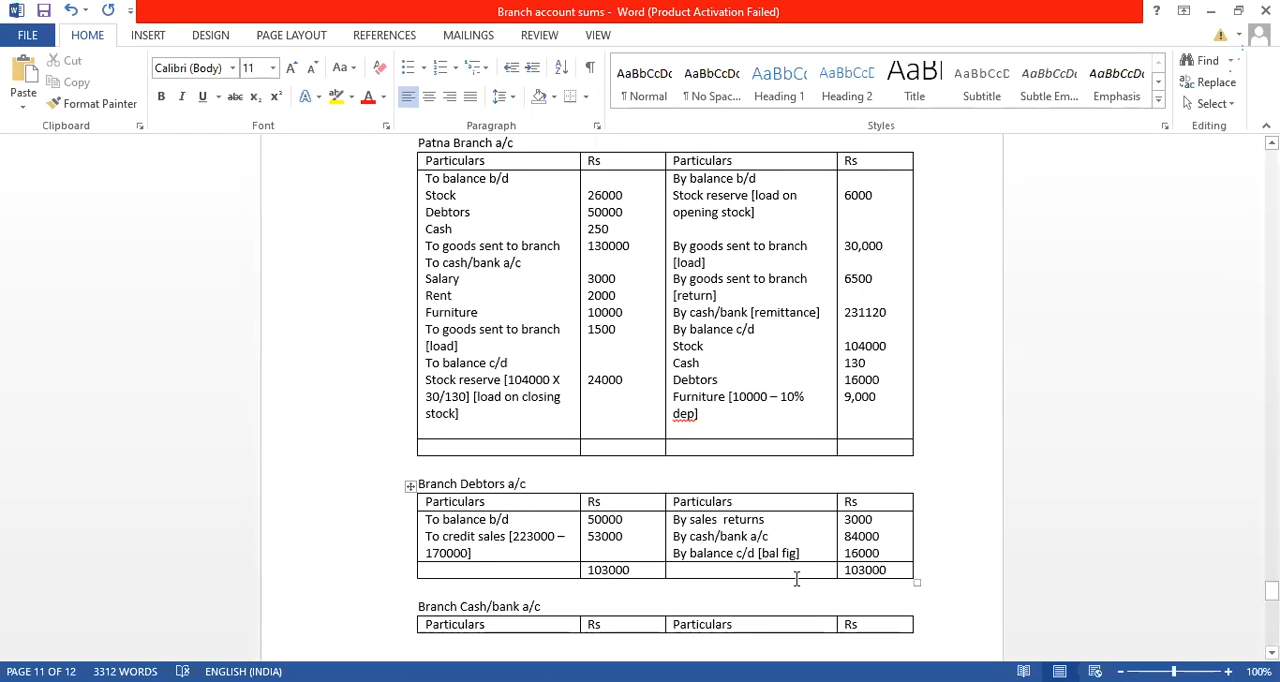 Branch account sums - Word (Product Activation Failed)
FILE HOME INSERT DESIGN PAGE LAYOUT REFERENCES MAILINGS REVIEW VIEW
Cut
Copy
Format Painter
Paste
Clipboard
Calibri (Body) 11
Font
Paragraph
AaBbCcDc AaBbCcDc AaBbCc AaBbCcC AaBl AaBbCcC AaBbCcDc AaBbCcDc
¶ Normal ¶ No Spac... Heading 1 Heading 2 Title Subtitle Subtle Em... Emphasis
Styles
Find
Replace
Select
Editing
Patna Branch a/c
Particulars Rs Particulars Rs
To balance b/d By balance b/d
Stock 26000 Stock reserve [load on 6000
Debtors 50000 opening stock]
Cash 250
To goods sent to branch 130000 By goods sent to branch 30,000
To cash/bank a/c [load]
Salary 3000 By goods sent to branch 6500
Rent 2000 [return]
Furniture 10000 By cash/bank [remittance] 231120
To goods sent to branch 1500 By balance c/d
[load] Stock 104000
To balance c/d Cash 130
Stock reserve [104000 X 24000 Debtors 16000
30/130] [load on closing Furniture [10000 – 10% 9,000
stock] dep]
Branch Debtors a/c
Particulars Rs Particulars Rs
To balance b/d 50000 By sales returns 3000
To credit sales [223000 – 53000 By cash/bank a/c 84000
170000] By balance c/d [bal fig] 16000
103000 103000
Branch Cash/bank a/c
Particulars Rs Particulars Rs
PAGE 11 OF 12 3312 WORDS ENGLISH (INDIA) 100%